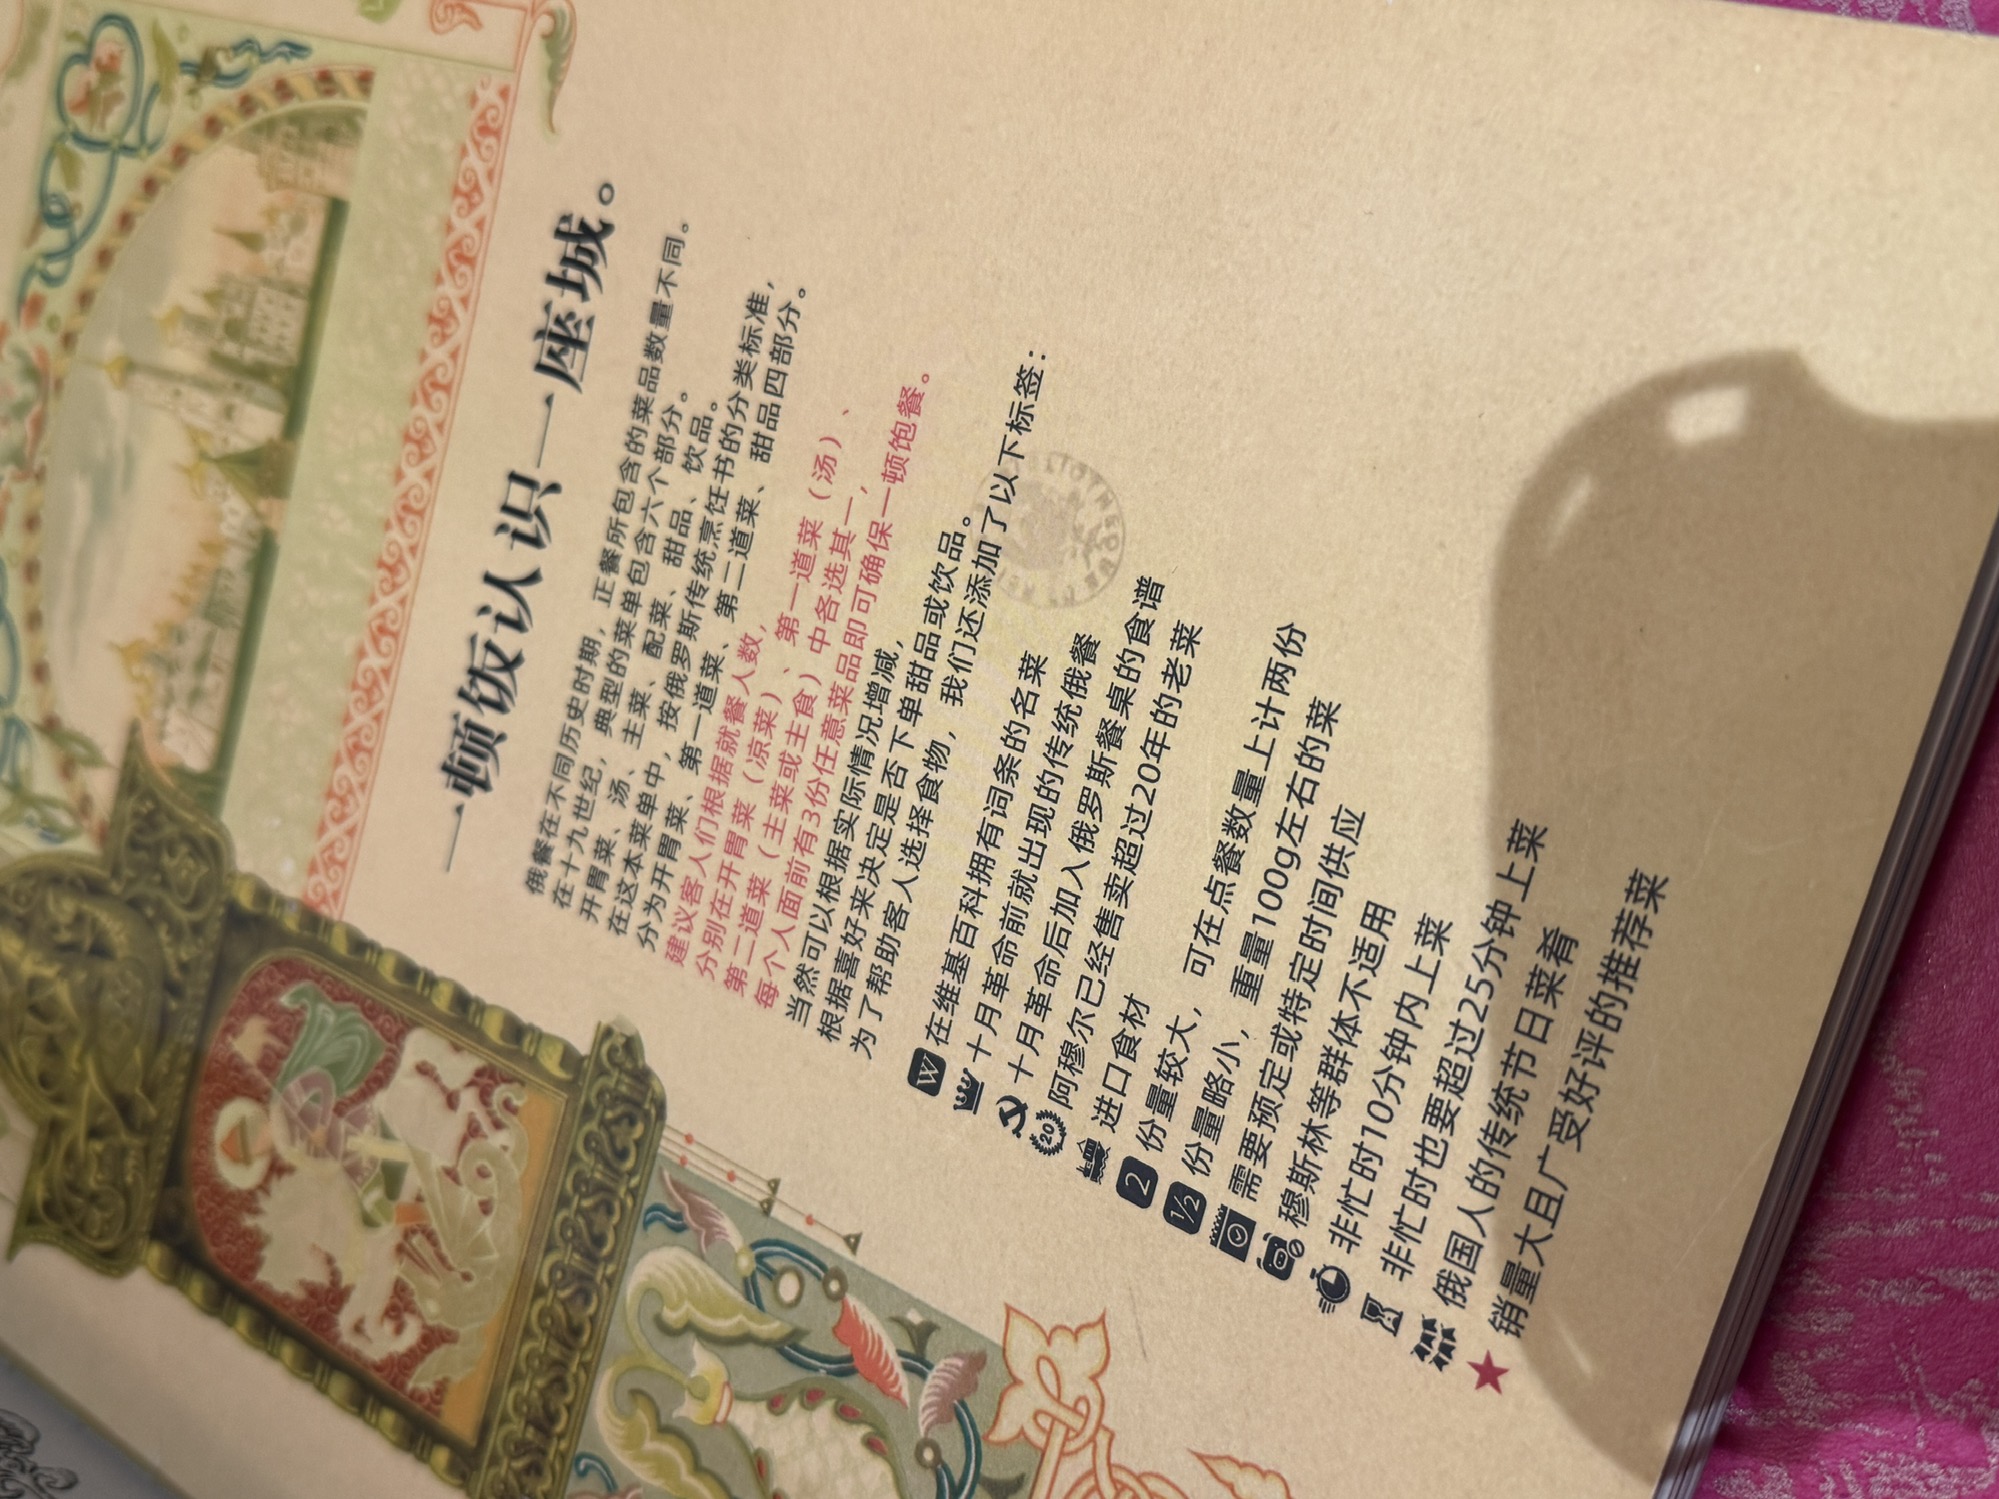 一顿饭认识一座城。
俄餐在不同历史时期，正餐所包含的菜品数量不同。
在十九世纪，典型的菜单包含六个部分。
开胃菜、汤、主菜、配菜、甜品、饮品。
在这本菜单中，按俄罗斯传统烹饪书的分类标准，
分为开胃菜、第一道菜、第二道菜、甜品四部分。
建议客人们根据就餐人数，
分别在开胃菜（凉菜）、第一道菜（汤）、
第二道菜（主菜或主食）中各选其一，
每个人面前有3份任意菜品即可确保一顿饱餐。
当然可以根据实际情况增减，
根据喜好来决定是否下单甜品或饮品。
为了帮助客人选择食物，我们还添加了以下标签：
W 在维基百科拥有词条的名菜
十月革命前就出现的传统俄餐
十月革命后加入俄罗斯餐桌的食谱
20 阿穆尔已经售卖超过20年的老菜
进口食材
2 份量较大，可在点餐数量上计两份
½ 份量略小，重量100g左右的菜
需要预定或特定时间供应
穆斯林等群体不适用
非忙时10分钟内上菜
非忙时也要超过25分钟上菜
俄国人的传统节日菜肴
销量大且广受好评的推荐菜